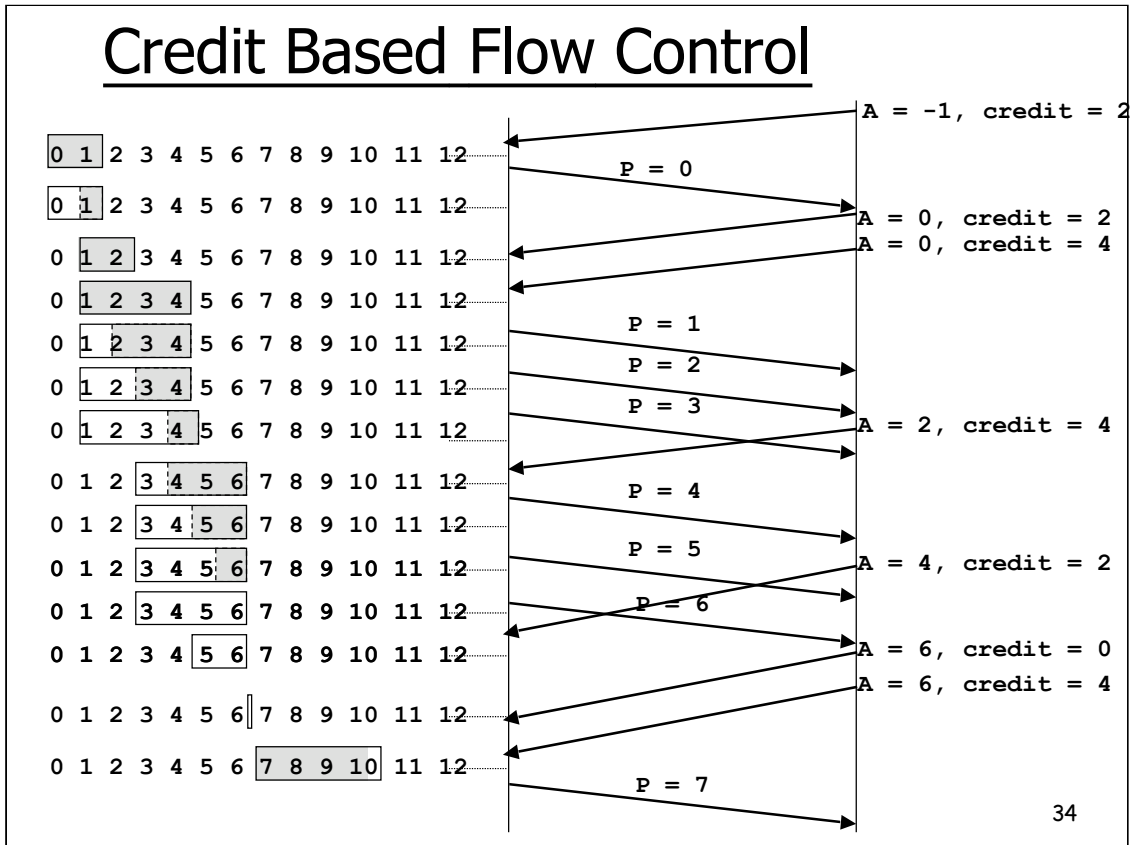 Credit Based Flow Control
A = -1, credit = 2
0 1 2 3 4 5 6 7 8 9 10 11 12
P = 0
0 1 2 3 4 5 6 7 8 9 10 11 12
A = 0, credit = 2
A = 0, credit = 4
0 1 2 3 4 5 6 7 8 9 10 11 12
0 1 2 3 4 5 6 7 8 9 10 11 12
P = 1
0 1 2 3 4 5 6 7 8 9 10 11 12
P = 2
0 1 2 3 4 5 6 7 8 9 10 11 12
P = 3
A = 2, credit = 4
0 1 2 3 4 5 6 7 8 9 10 11 12
0 1 2 3 4 5 6 7 8 9 10 11 12
P = 4
0 1 2 3 4 5 6 7 8 9 10 11 12
P = 5
A = 4, credit = 2
0 1 2 3 4 5 6 7 8 9 10 11 12
P = 6
0 1 2 3 4 5 6 7 8 9 10 11 12
A = 6, credit = 0
0 1 2 3 4 5 6 7 8 9 10 11 12
A = 6, credit = 4
0 1 2 3 4 5 6 7 8 9 10 11 12
0 1 2 3 4 5 6 7 8 9 10 11 12
P = 7
34